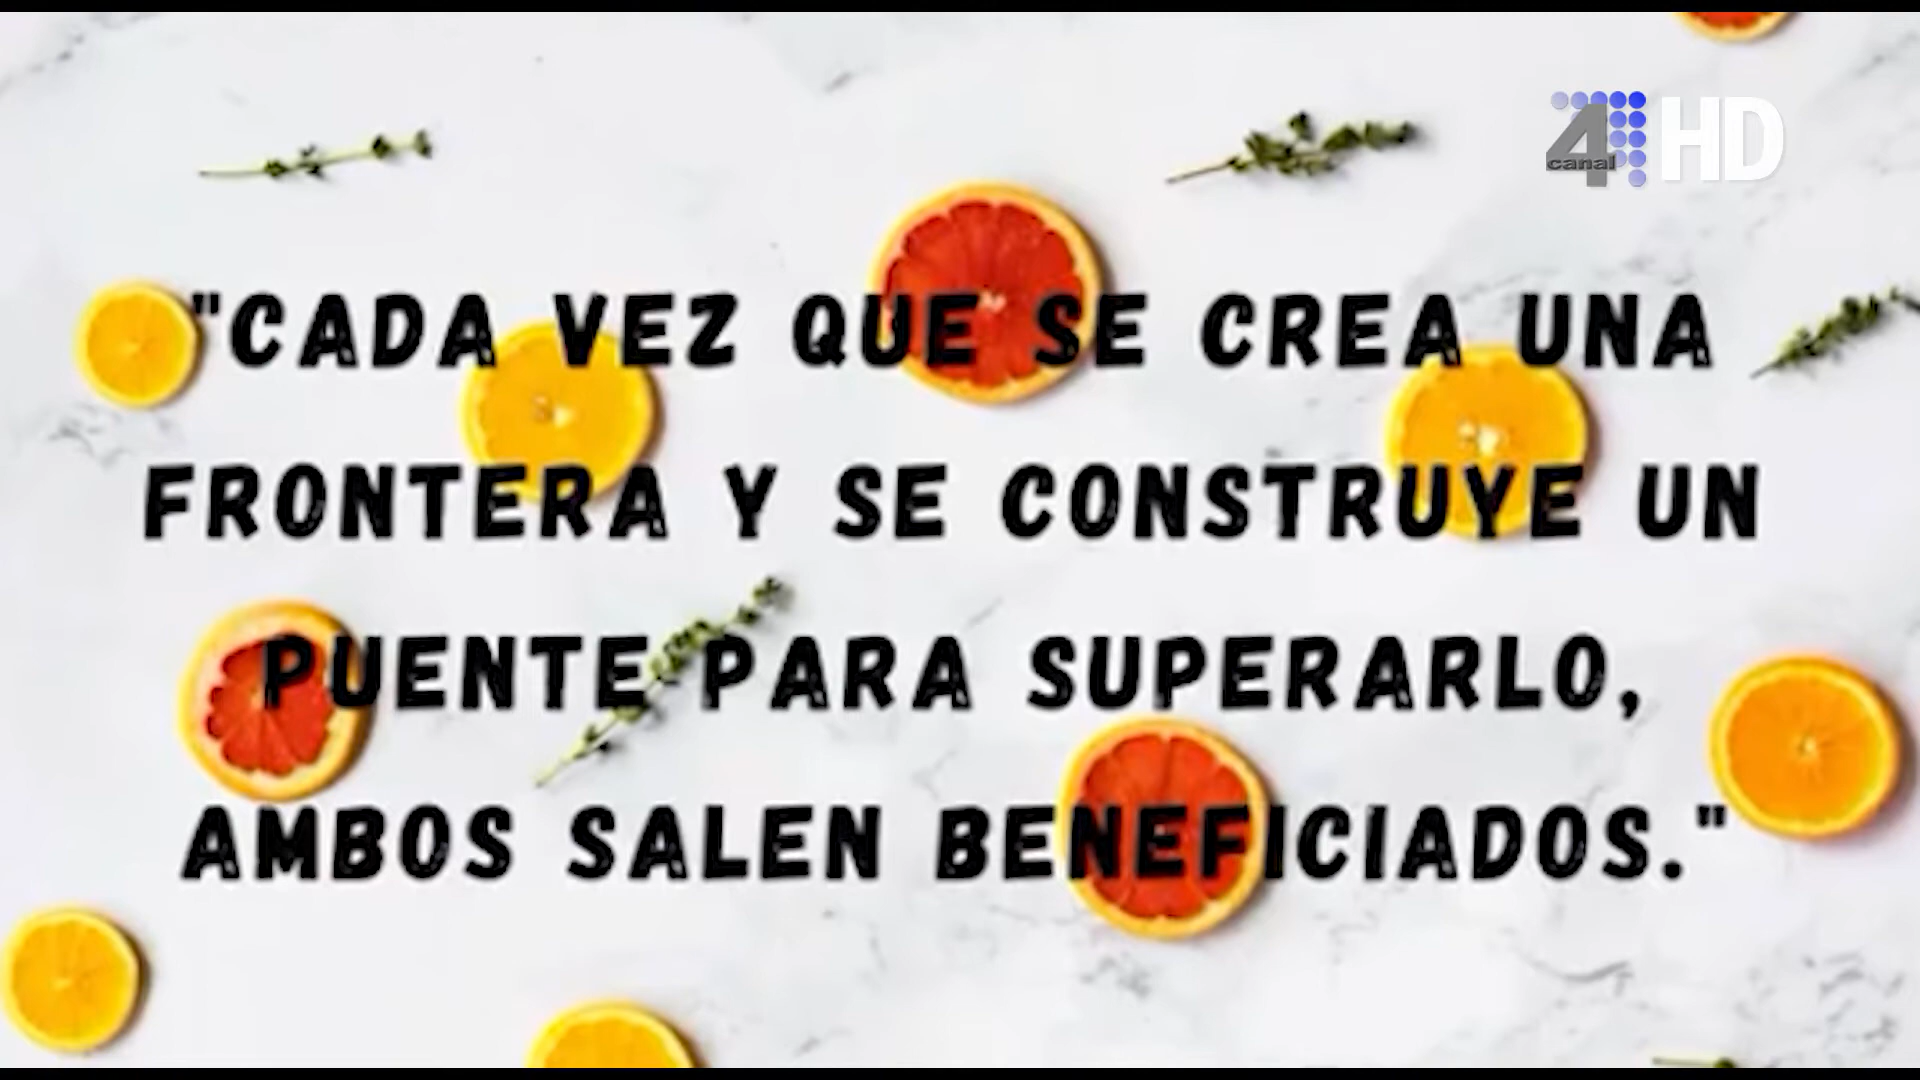 4 canal HD
"CADA VEZ QUE SE CREA UNA
FRONTERA Y SE CONSTRUYE UN
PUENTE PARA SUPERARLO,
AMBOS SALEN BENEFICIADOS."